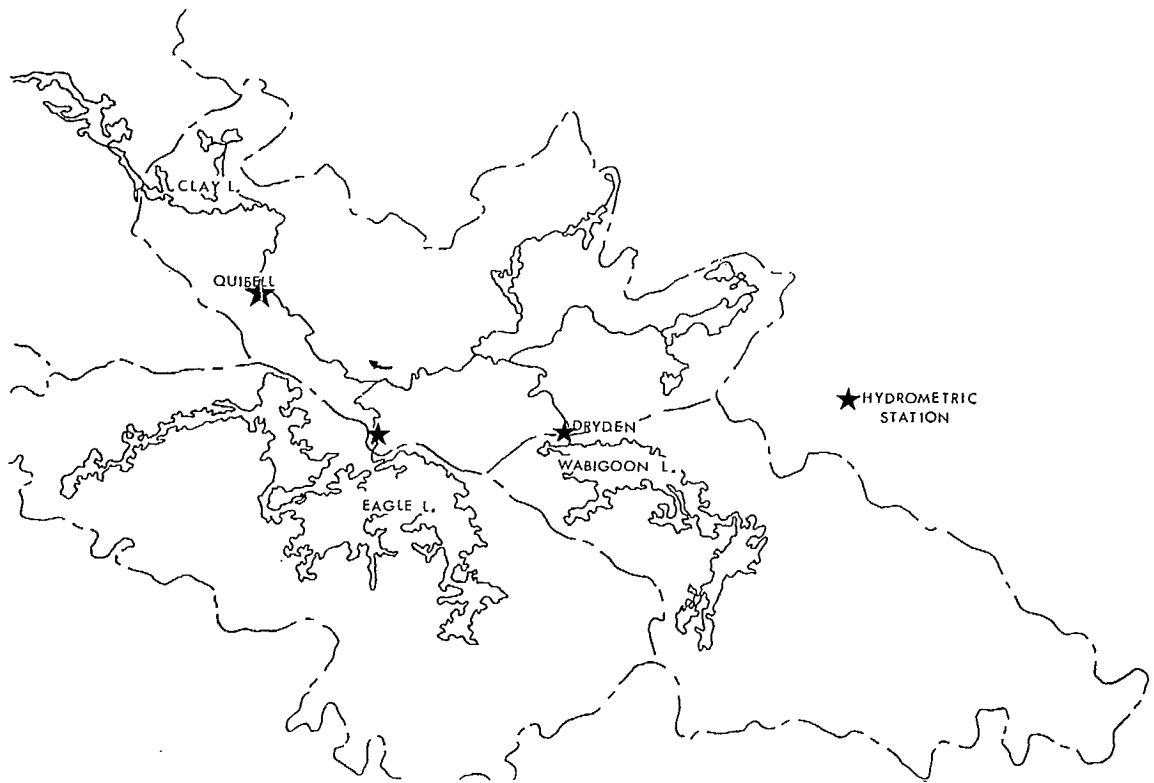 CLAY L.
QUIBELL
HYDROMETRIC
STATION
DRYDEN
WABIGOON L.
EAGLE L.